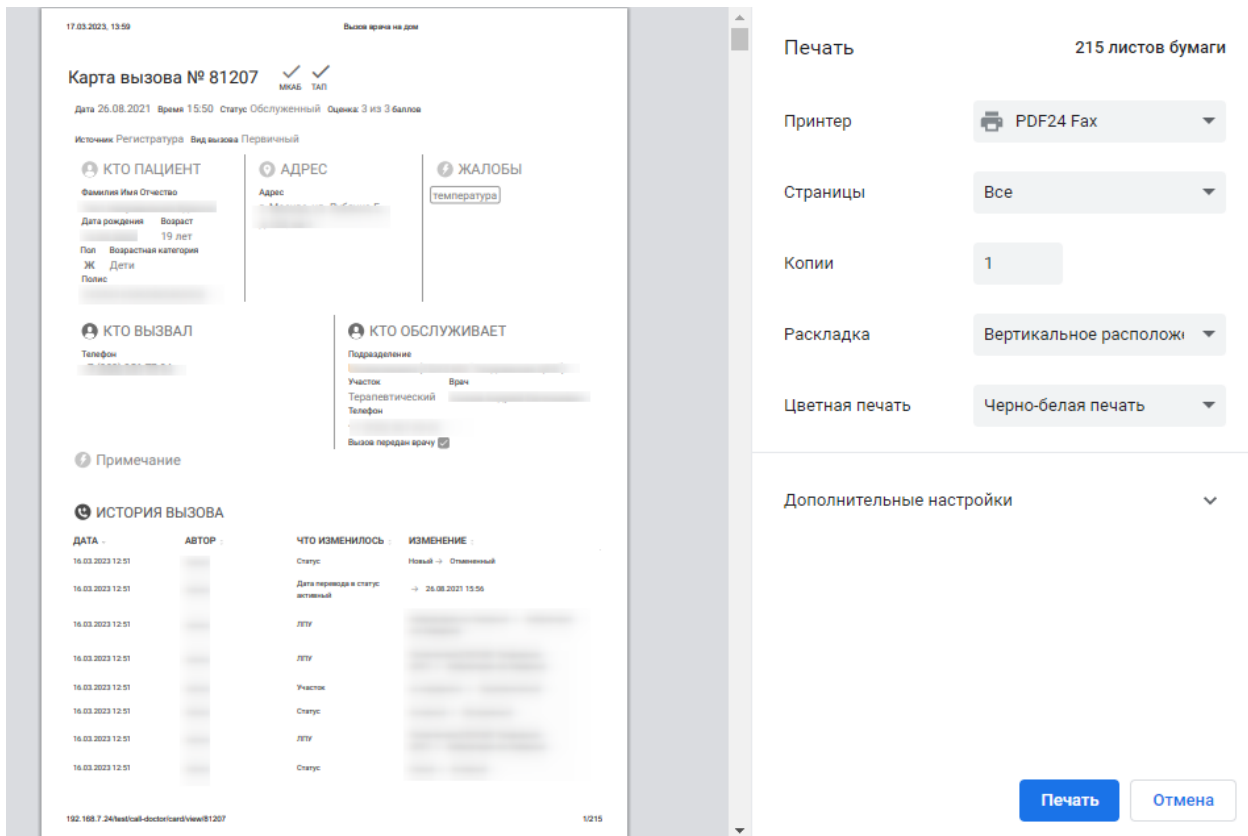 17.03.2023, 13:59 Вызов врача на дом
Карта вызова № 81207 МКАБ ТАП
Дата 26.08.2021 Время 15:50 Статус Обслуженный Оценка: 3 из 3 баллов
Источник Регистратура Вид вызова Первичный
КТО ПАЦИЕНТ
Фамилия Имя Отчество
Дата рождения Возраст
19 лет
Пол Возрастная категория
Ж Дети
Полис
АДРЕС
Адрес
ЖАЛОБЫ
температура
КТО ВЫЗВАЛ
Телефон
КТО ОБСЛУЖИВАЕТ
Подразделение
Участок Врач
Терапевтический
Телефон
Вызов передан врачу
Примечание
ИСТОРИЯ ВЫЗОВА
ДАТА АВТОР ЧТО ИЗМЕНИЛОСЬ ИЗМЕНЕНИЕ
16.03.2023 12:51 Статус Новый → Отмененный
16.03.2023 12:51 Дата перевода в статус активный → 26.08.2021 15:56
16.03.2023 12:51 ЛПУ
16.03.2023 12:51 ЛПУ
16.03.2023 12:51 Участок
16.03.2023 12:51 Статус
16.03.2023 12:51 ЛПУ
16.03.2023 12:51 Статус
192.168.7.24/test/call-doctor/card/view/81207 1/215
Печать 215 листов бумаги
Принтер PDF24 Fax
Страницы Все
Копии 1
Раскладка Вертикальное располож
Цветная печать Черно-белая печать
Дополнительные настройки
Печать Отмена